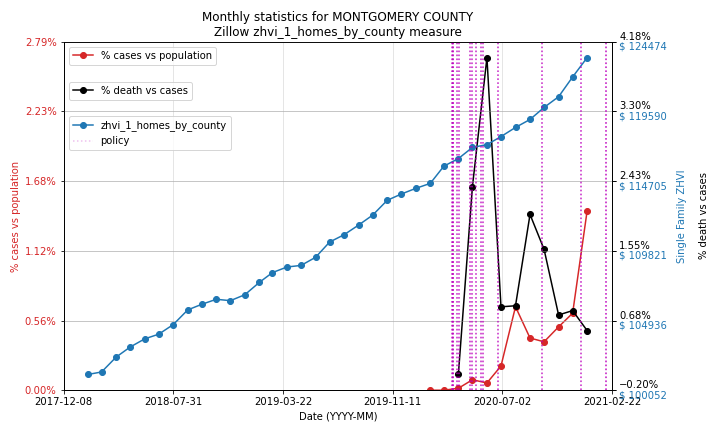 Monthly statistics for MONTGOMERY COUNTY
Zillow zhvi_1_homes_by_county measure
% cases vs population
% death vs cases
zhvi_1_homes_by_county
policy
2.79%
2.23%
1.68%
1.12%
0.56%
0.00%
% cases vs population
4.18%
$ 124474
3.30%
$ 119590
2.43%
$ 114705
1.55%
$ 109821
0.68%
$ 104936
−0.20%
$ 100052
Single Family ZHVI
% death vs cases
2017-12-08
2018-07-31
2019-03-22
2019-11-11
2020-07-02
2021-02-22
Date (YYYY-MM)